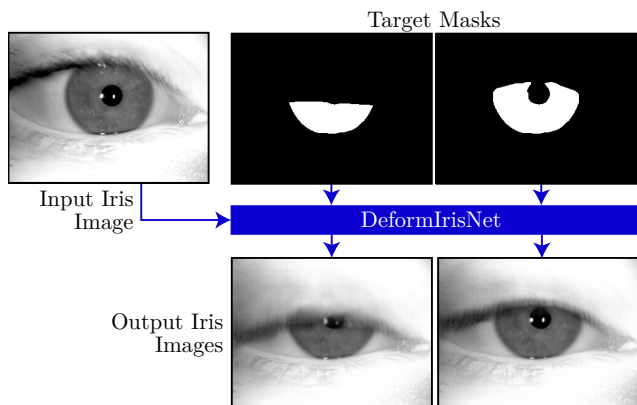 Target Masks
Input Iris
Image
DeformIrisNet
Output Iris
Images